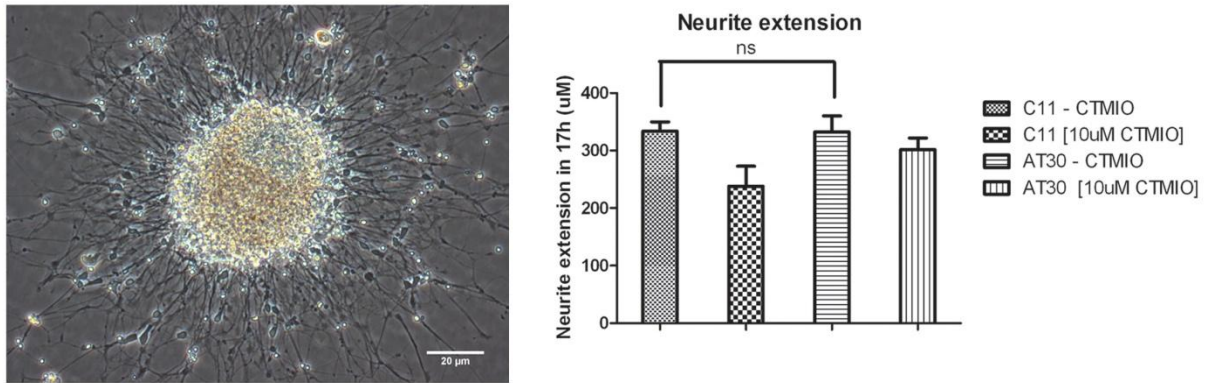 20 µm
Neurite extension
ns
Neurite extension in 17h (uM)
400
300
200
100
0
C11 - CTMIO
C11 [10uM CTMIO]
AT30 - CTMIO
AT30 [10uM CTMIO]